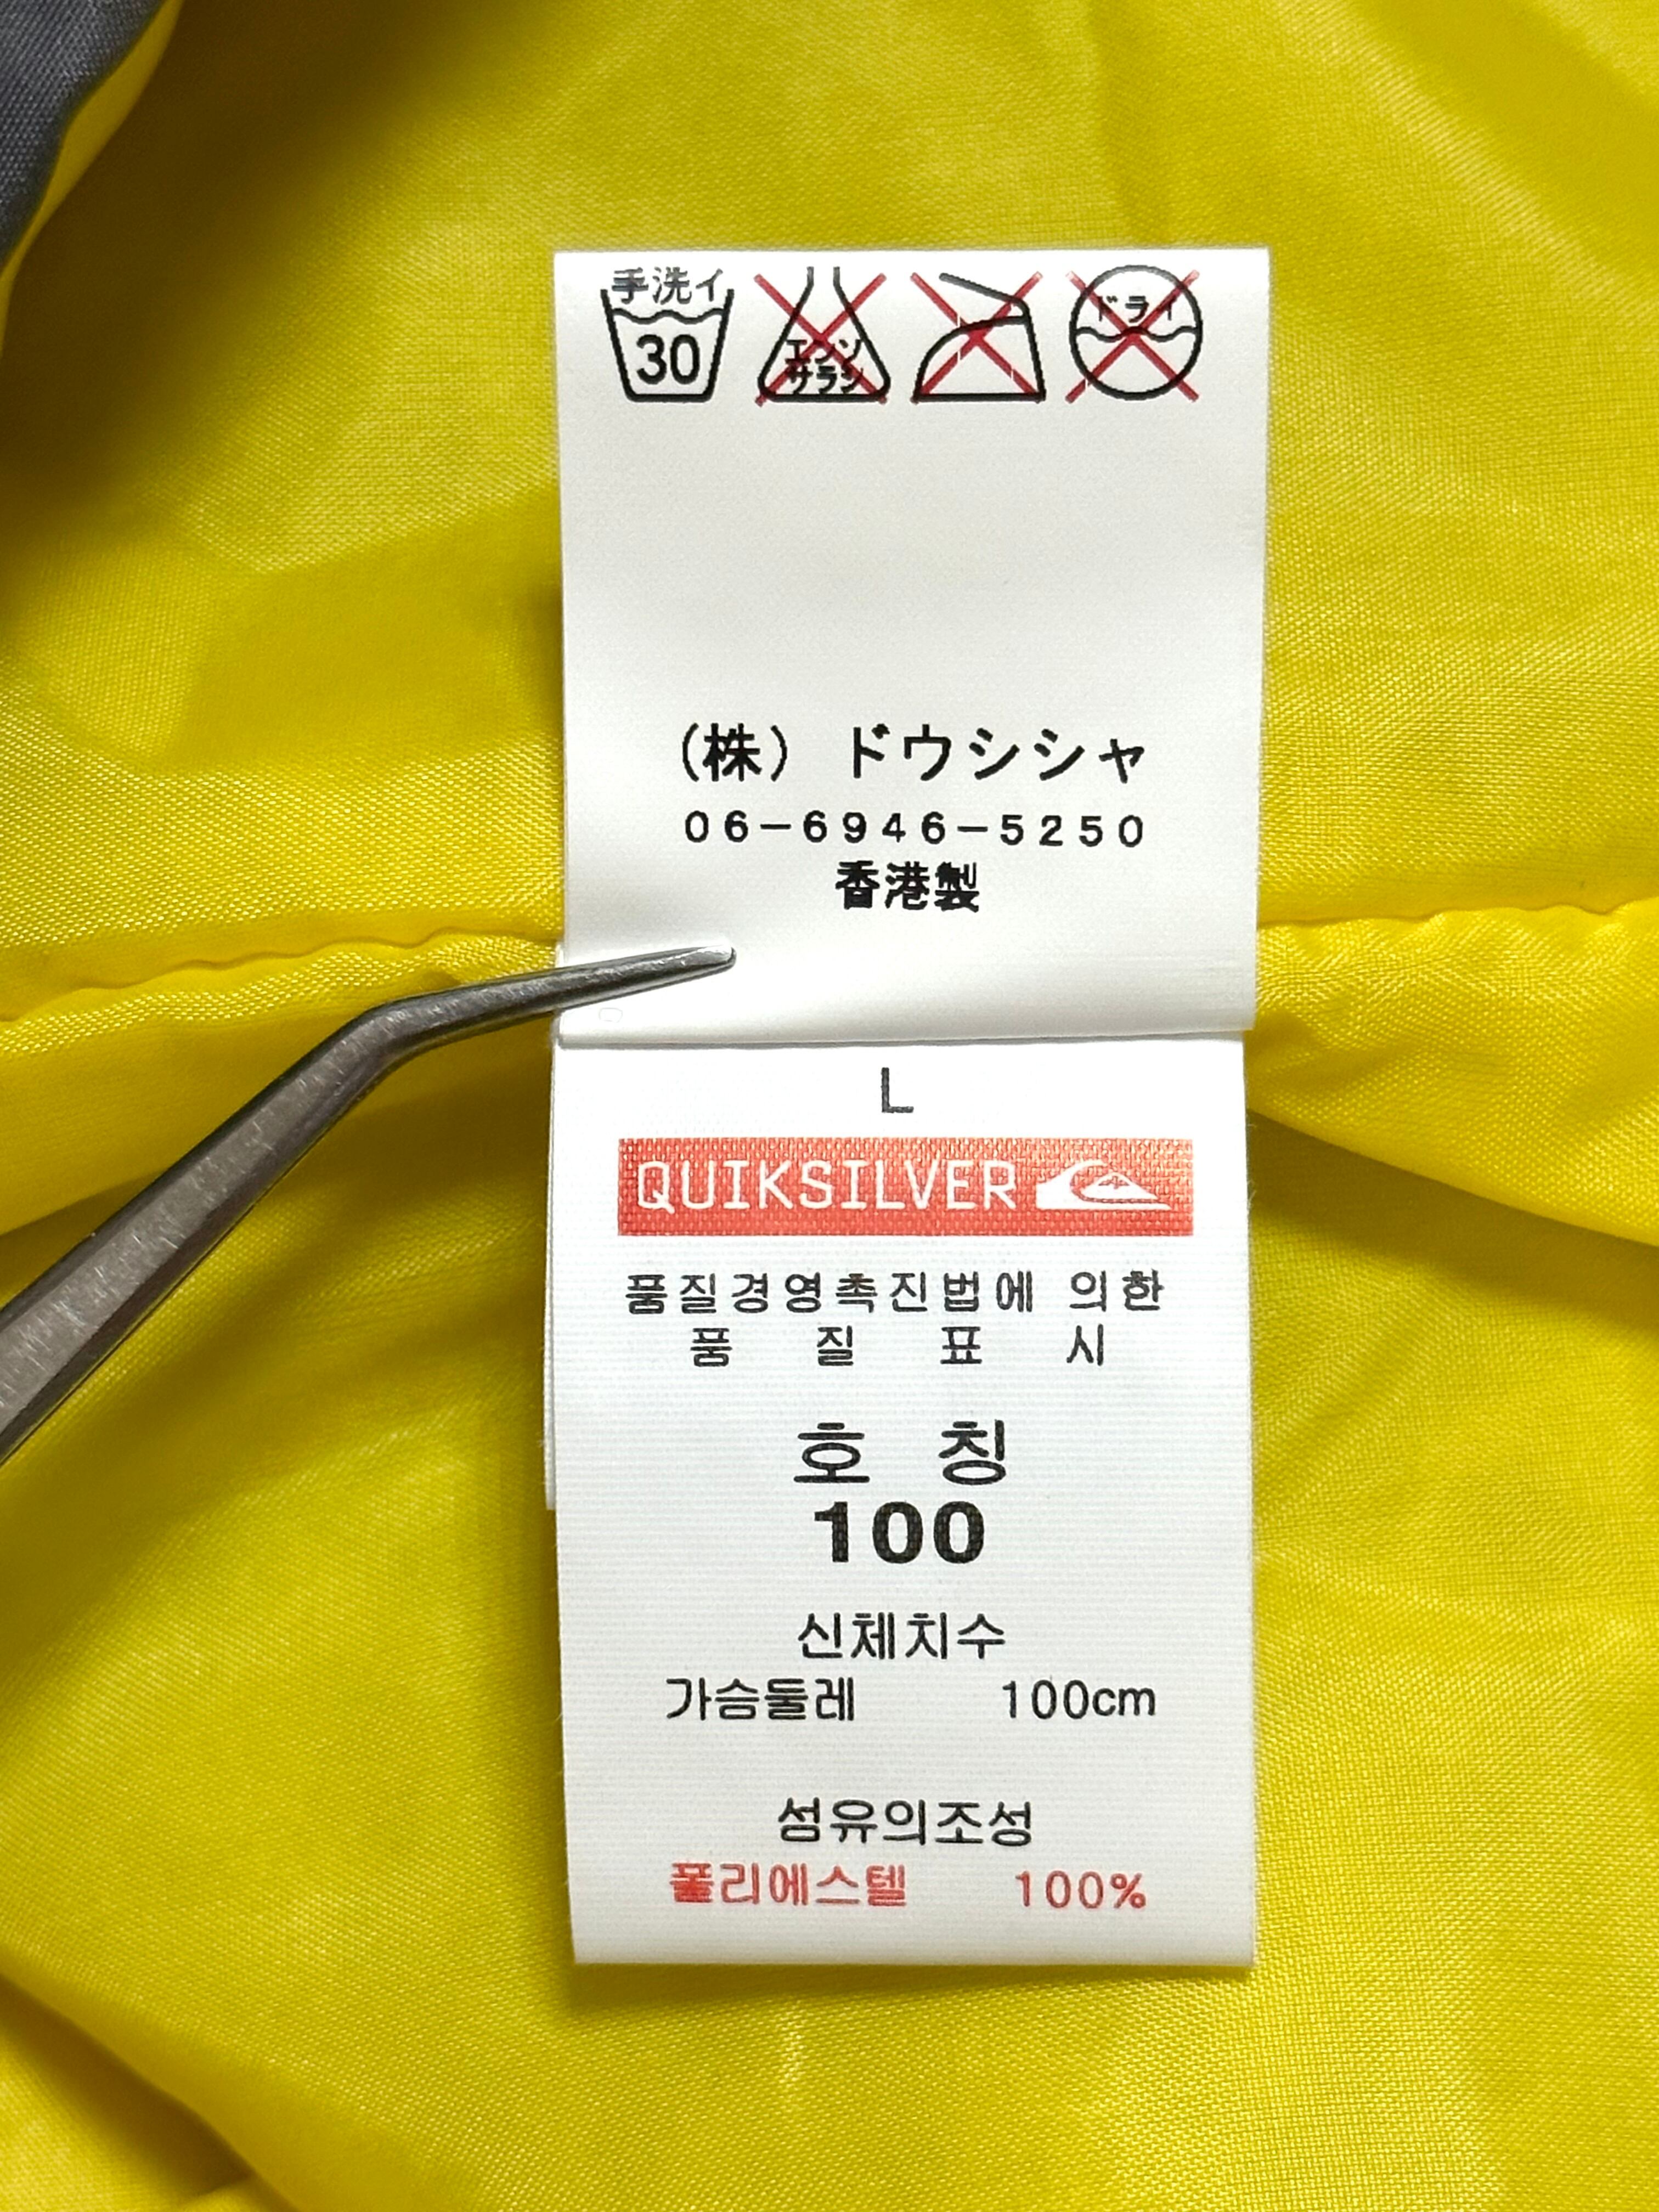 手洗イ
30
エンソ
サラシ
ドライ
(株) ドウシシャ
06-6946-5250
香港製
L
QUIKSILVER
품질경영촉진법에 의한
품 질 표 시
호 칭
100
신체치수
가슴둘레 100cm
섬유의조성
폴리에스텔 100%